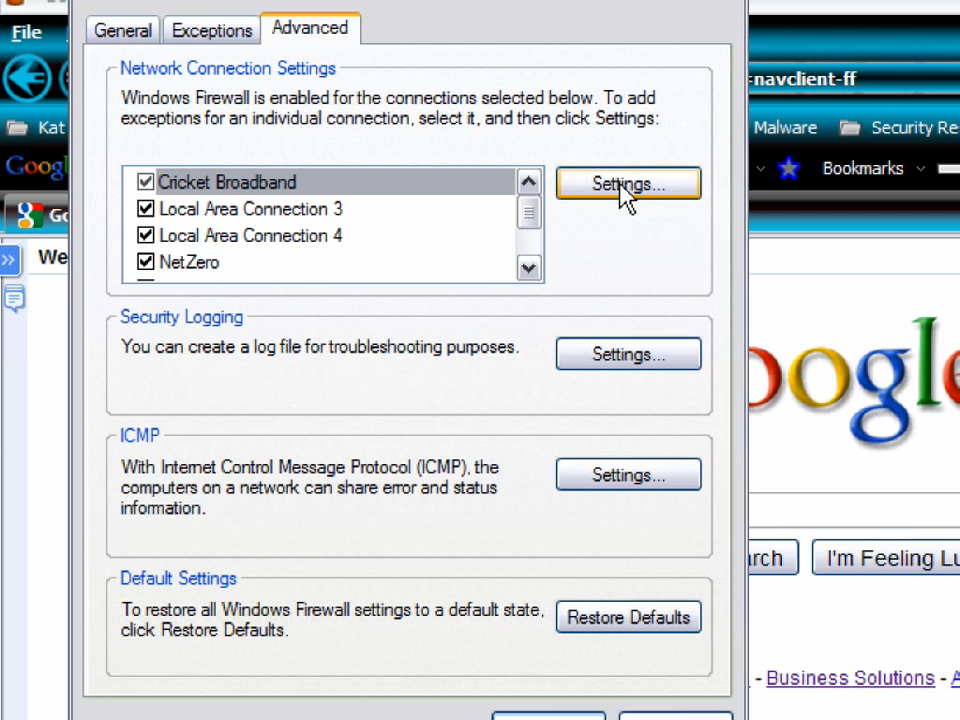 File
General
Exceptions
Advanced
=navclient-ff
Network Connection Settings
Windows Firewall is enabled for the connections selected below. To add
exceptions for an individual connection, select it, and then click Settings:
Kat
Malware
Security Re
Google
Bookmarks
Cricket Broadband
Settings...
Local Area Connection 3
Go
Local Area Connection 4
We
NetZero
Security Logging
You can create a log file for troubleshooting purposes.
Settings...
oogle
ICMP
With Internet Control Message Protocol (ICMP), the
computers on a network can share error and status
information.
Settings...
arch
I'm Feeling Lu
Default Settings
To restore all Windows Firewall settings to a default state,
click Restore Defaults.
Restore Defaults
- Business Solutions - A